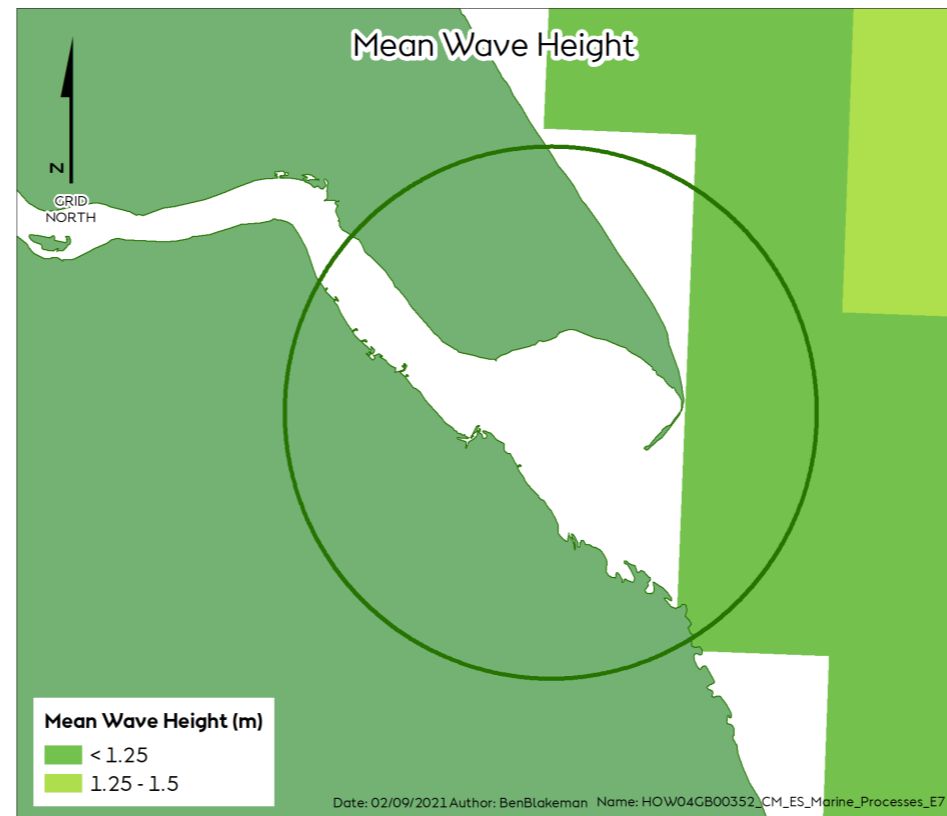 Mean Wave Height
N
GRID
NORTH
Mean Wave Height (m)
< 1.25
1.25 - 1.5
Date: 02/09/2021 Author: BenBlakeman Name: HOW04GB00352_CM_ES_Marine_Processes_E7